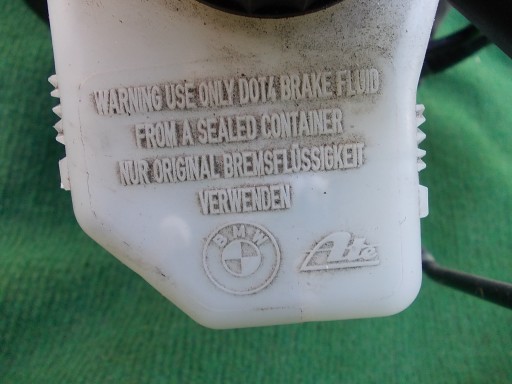 WARNING USE ONLY DOT4 BRAKE FLUID
FROM A SEALED CONTAINER
NUR ORIGINAL BREMSFLÜSSIGKEIT
VERWENDEN
BMW
Ate